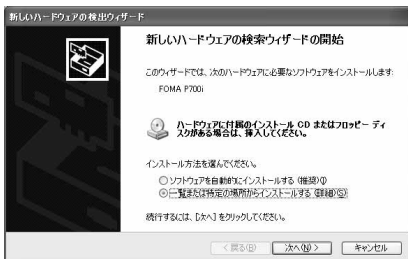 新しいハードウェアの検出ウィザード
新しいハードウェアの検索ウィザードの開始
このウィザードでは、次のハードウェアに必要なソフトウェアをインストールします:
FOMA P700i
ハードウェアに付属のインストール CD またはフロッピー ディ
スクがある場合は、挿入してください。
インストール方法を選んでください。
ソフトウェアを自動的にインストールする (推奨)(I)
一覧または特定の場所からインストールする (詳細)(S)
続行するには、[次へ] をクリックしてください。
< 戻る(B) 次へ(N) > キャンセル